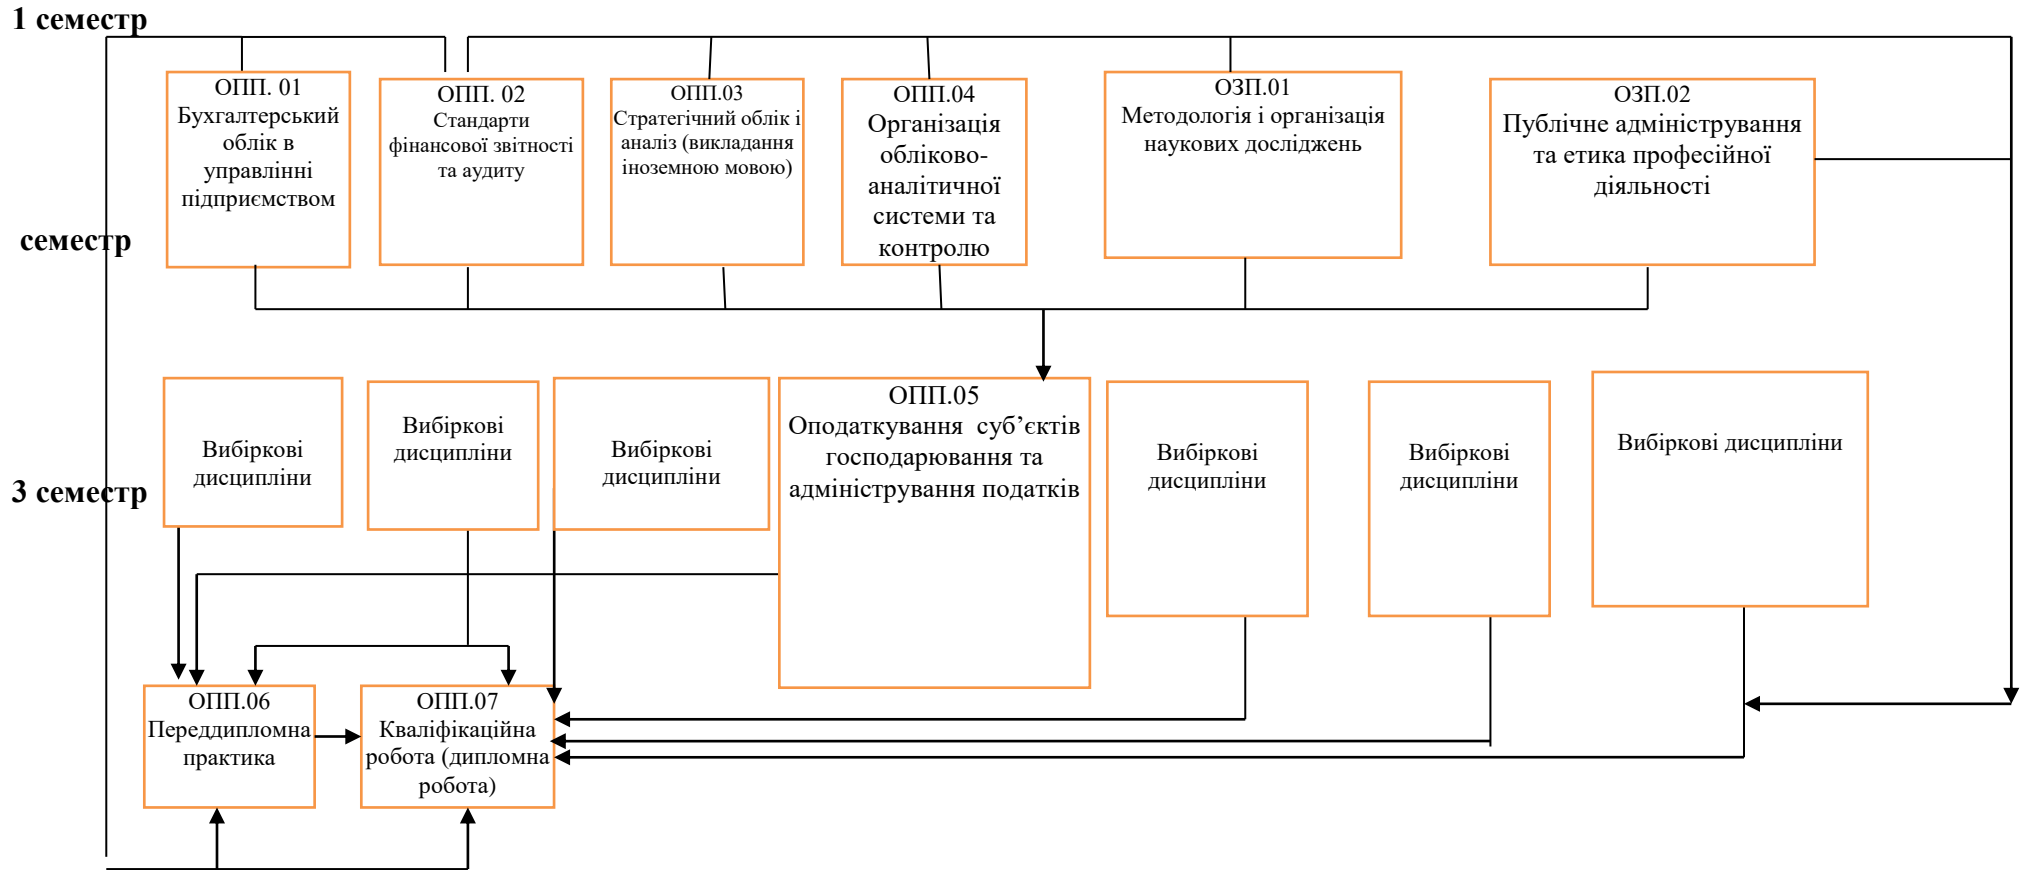 1 семестр
ОПП. 01
Бухгалтерський
облік в
управлінні
підприємством
ОПП. 02
Стандарти
фінансової звітності
та аудиту
ОПП.03
Стратегічний облік і
аналіз (викладання
іноземною мовою)
ОПП.04
Організація
обліково-
аналітичної
системи та
контролю
ОЗП.01
Методологія і організація
наукових досліджень
ОЗП.02
Публічне адміністрування
та етика професійної
діяльності
семестр
Вибіркові
дисципліни
Вибіркові
дисципліни
Вибіркові
дисципліни
ОПП.05
Оподаткування суб’єктів
господарювання та
адміністрування податків
Вибіркові
дисципліни
Вибіркові
дисципліни
Вибіркові дисципліни
3 семестр
ОПП.06
Переддипломна
практика
ОПП.07
Кваліфікаційна
робота (дипломна
робота)